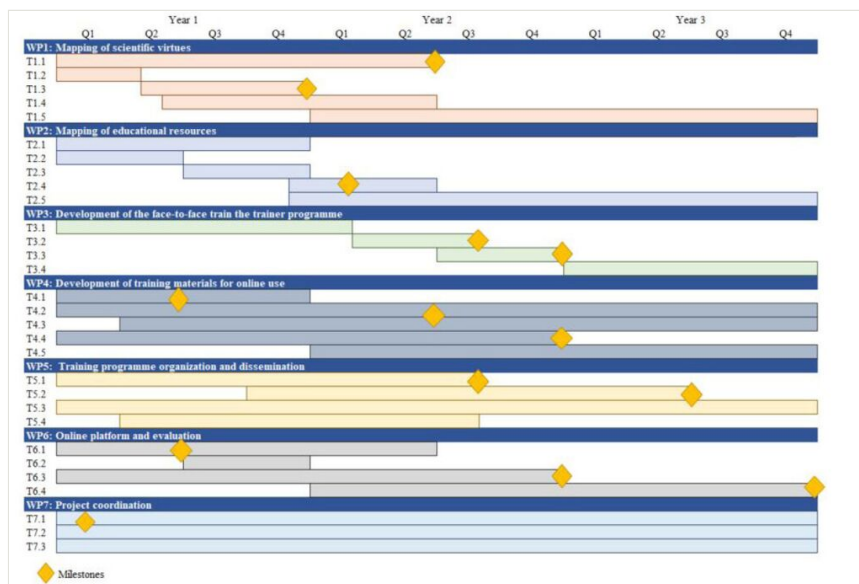 Year 1 Year 2 Year 3
Q1 Q2 Q3 Q4 Q1 Q2 Q3 Q4 Q1 Q2 Q3 Q4
WP1: Mapping of scientific virtues
T1.1
T1.2
T1.3
T1.4
T1.5
WP2: Mapping of educational resources
T2.1
T2.2
T2.3
T2.4
T2.5
WP3: Development of the face-to-face train the trainer programme
T3.1
T3.2
T3.3
T3.4
WP4: Development of training materials for online use
T4.1
T4.2
T4.3
T4.4
T4.5
WP5: Training programme organization and dissemination
T5.1
T5.2
T5.3
T5.4
WP6: Online platform and evaluation
T6.1
T6.2
T6.3
T6.4
WP7: Project coordination
T7.1
T7.2
T7.3
Milestones